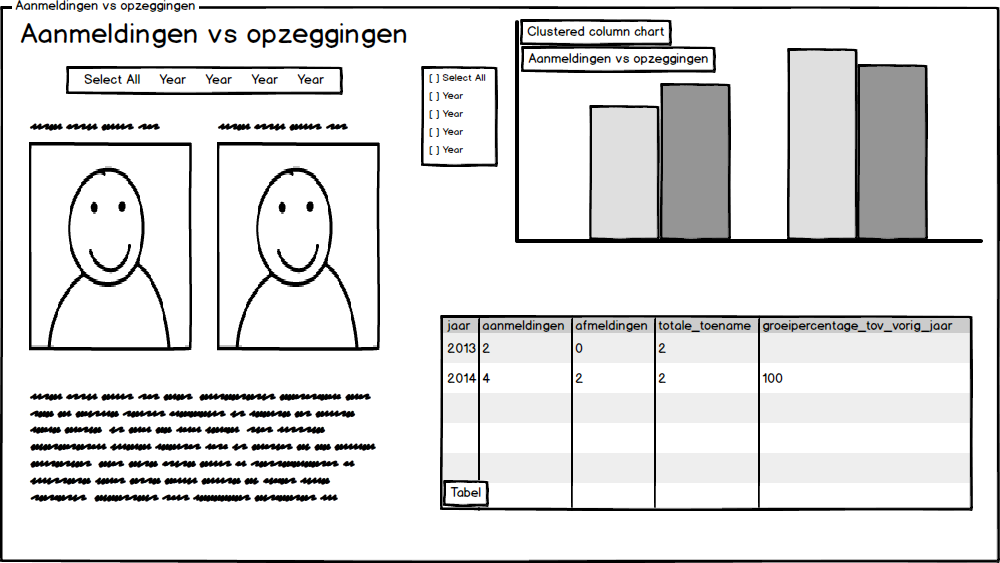 Aanmeldingen vs opzeggingen
Aanmeldingen vs opzeggingen
Select All Year Year Year Year
[ ] Select All
[ ] Year
[ ] Year
[ ] Year
[ ] Year
Clustered column chart
Aanmeldingen vs opzeggingen
jaar aanmeldingen afmeldingen totale_toename groeipercentage_tov_vorig_jaar
2013 2 0 2
2014 4 2 2 100
Tabel